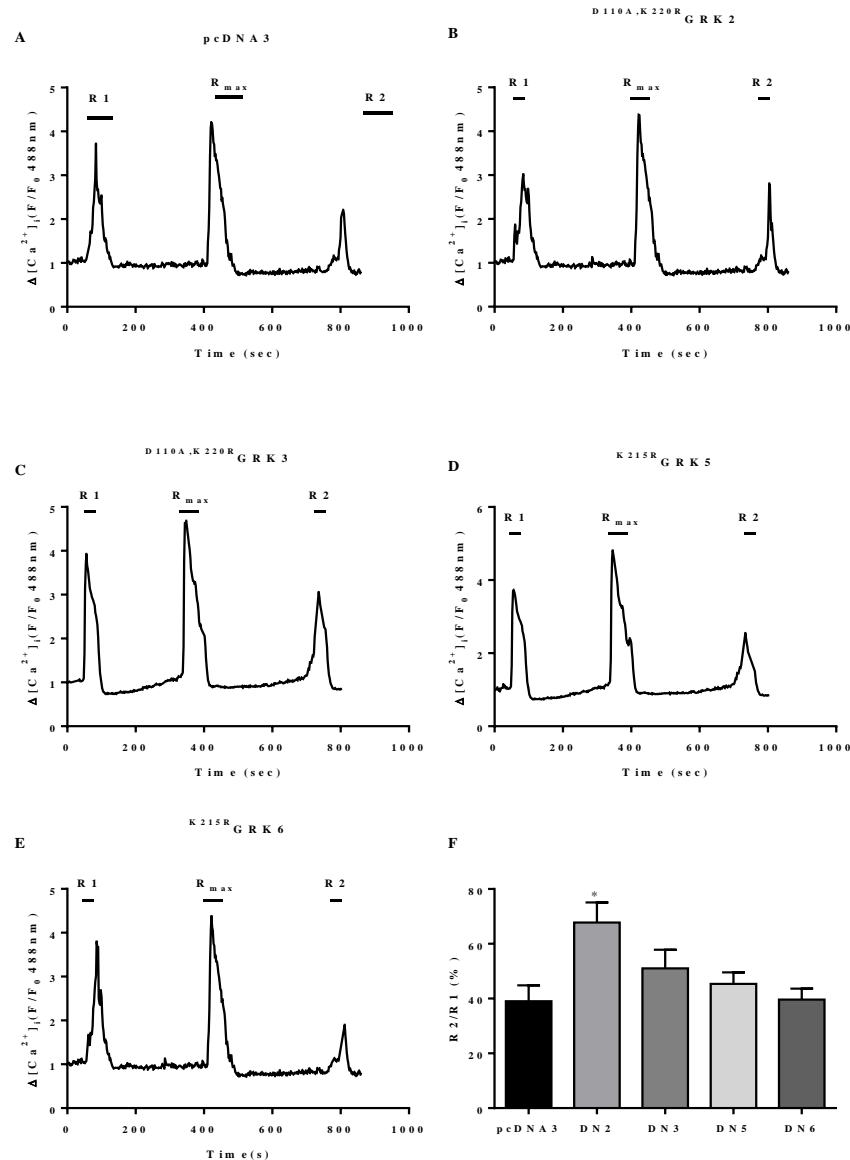 A
pcDNA3
R1
Rmax
R2
Δ[Ca2+]i(F/F0 488nm)
5
4
3
2
1
0
0 200 400 600 800 1000
Time (sec)
B
D110A,K220RGRK2
R1
Rmax
R2
Δ[Ca2+]i(F/F0 488nm)
5
4
3
2
1
0
0 200 400 600 800 1000
Time (sec)
C
D110A,K220RGRK3
R1
Rmax
R2
Δ[Ca2+]i(F/F0 488nm)
5
4
3
2
1
0
0 200 400 600 800 1000
Time (sec)
D
K215RGRK5
R1
Rmax
R2
Δ[Ca2+]i(F/F0 488nm)
6
4
2
0
0 200 400 600 800 1000
Time (sec)
E
K215RGRK6
R1
Rmax
R2
Δ[Ca2+]i(F/F0 488nm)
5
4
3
2
1
0
0 200 400 600 800 1000
Time(s)
F
*
R2/R1 (%)
80
60
40
20
0
pcDNA3 DN2 DN3 DN5 DN6